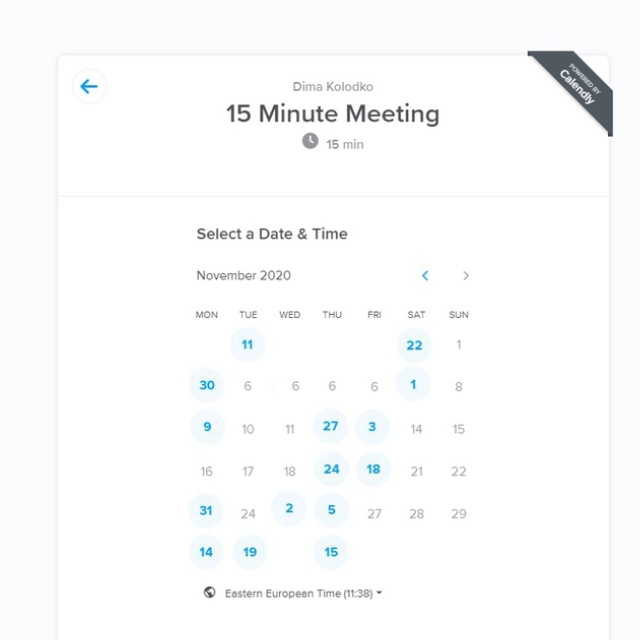 POWERED BY
Calendly
Dima Kolodko
15 Minute Meeting
15 min
Select a Date & Time
November 2020
MON TUE WED THU FRI SAT SUN
11 22 1
30 6 6 6 6 1 8
9 10 11 27 3 14 15
16 17 18 24 18 21 22
31 24 2 5 27 28 29
14 19 15
Eastern European Time (11:38)